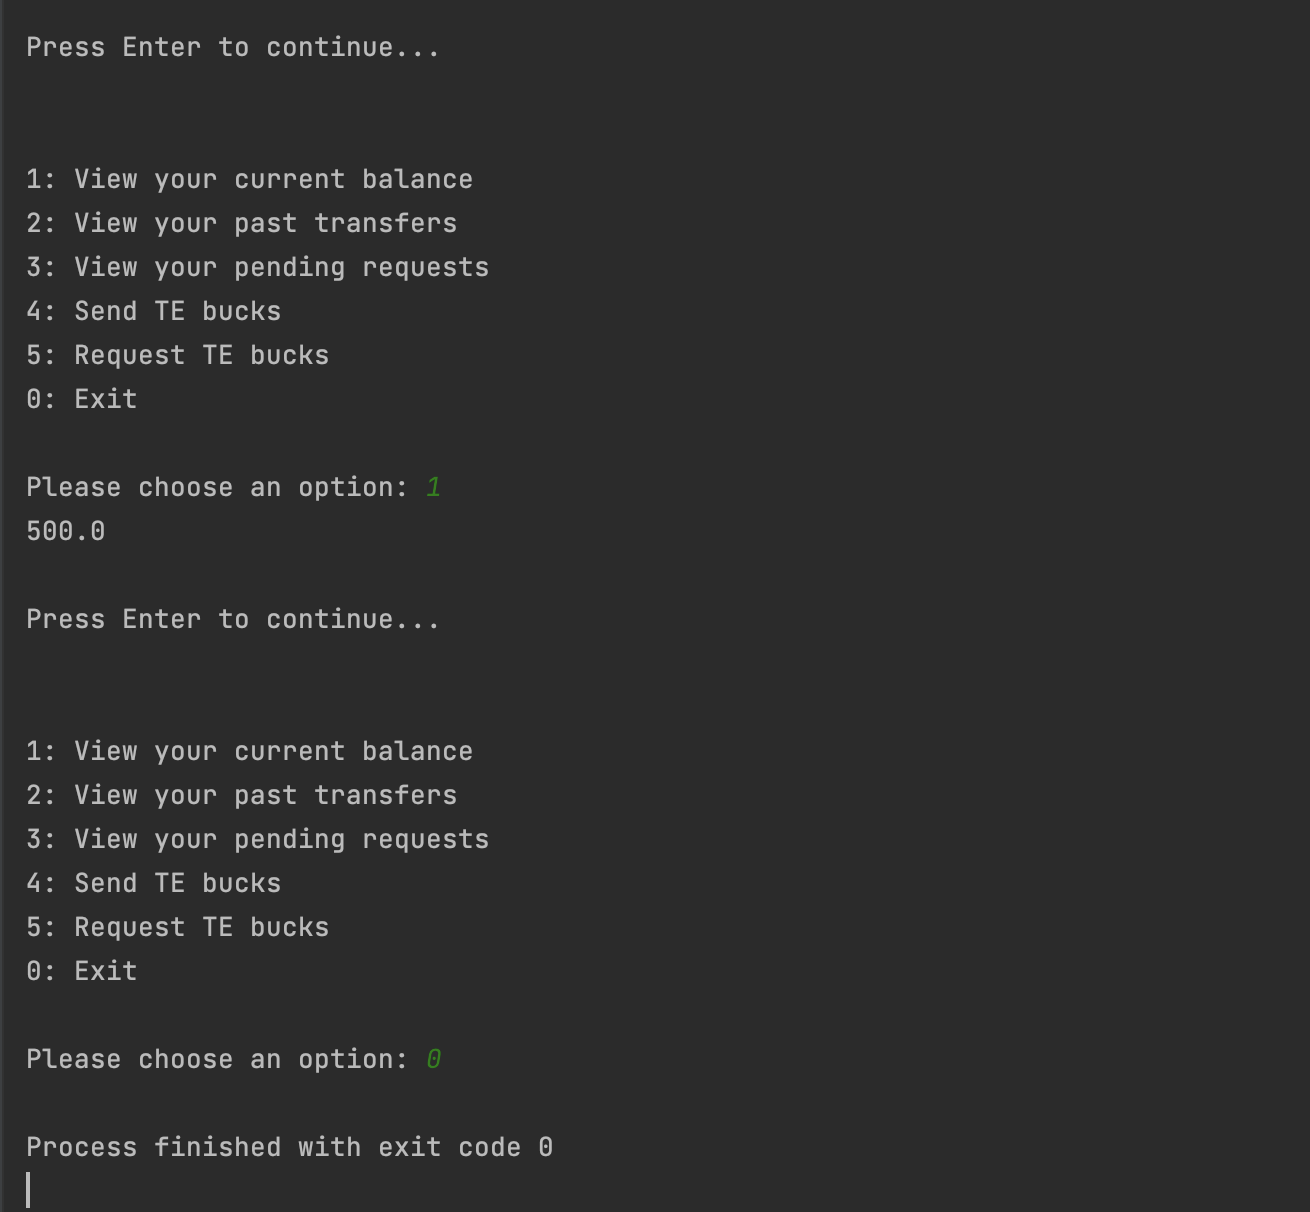 Press Enter to continue...
1: View your current balance
2: View your past transfers
3: View your pending requests
4: Send TE bucks
5: Request TE bucks
0: Exit
Please choose an option: 1
500.0
Press Enter to continue...
1: View your current balance
2: View your past transfers
3: View your pending requests
4: Send TE bucks
5: Request TE bucks
0: Exit
Please choose an option: 0
Process finished with exit code 0